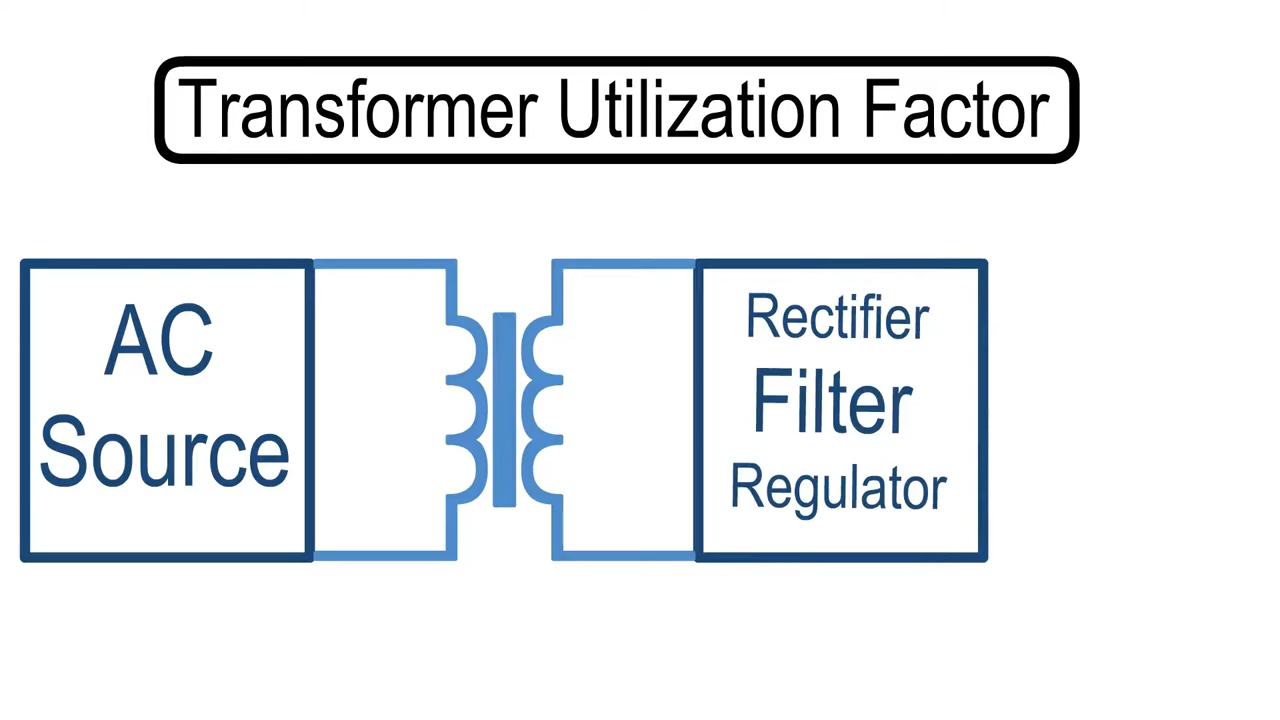 Transformer Utilization Factor
AC
Source
Rectifier
Filter
Regulator